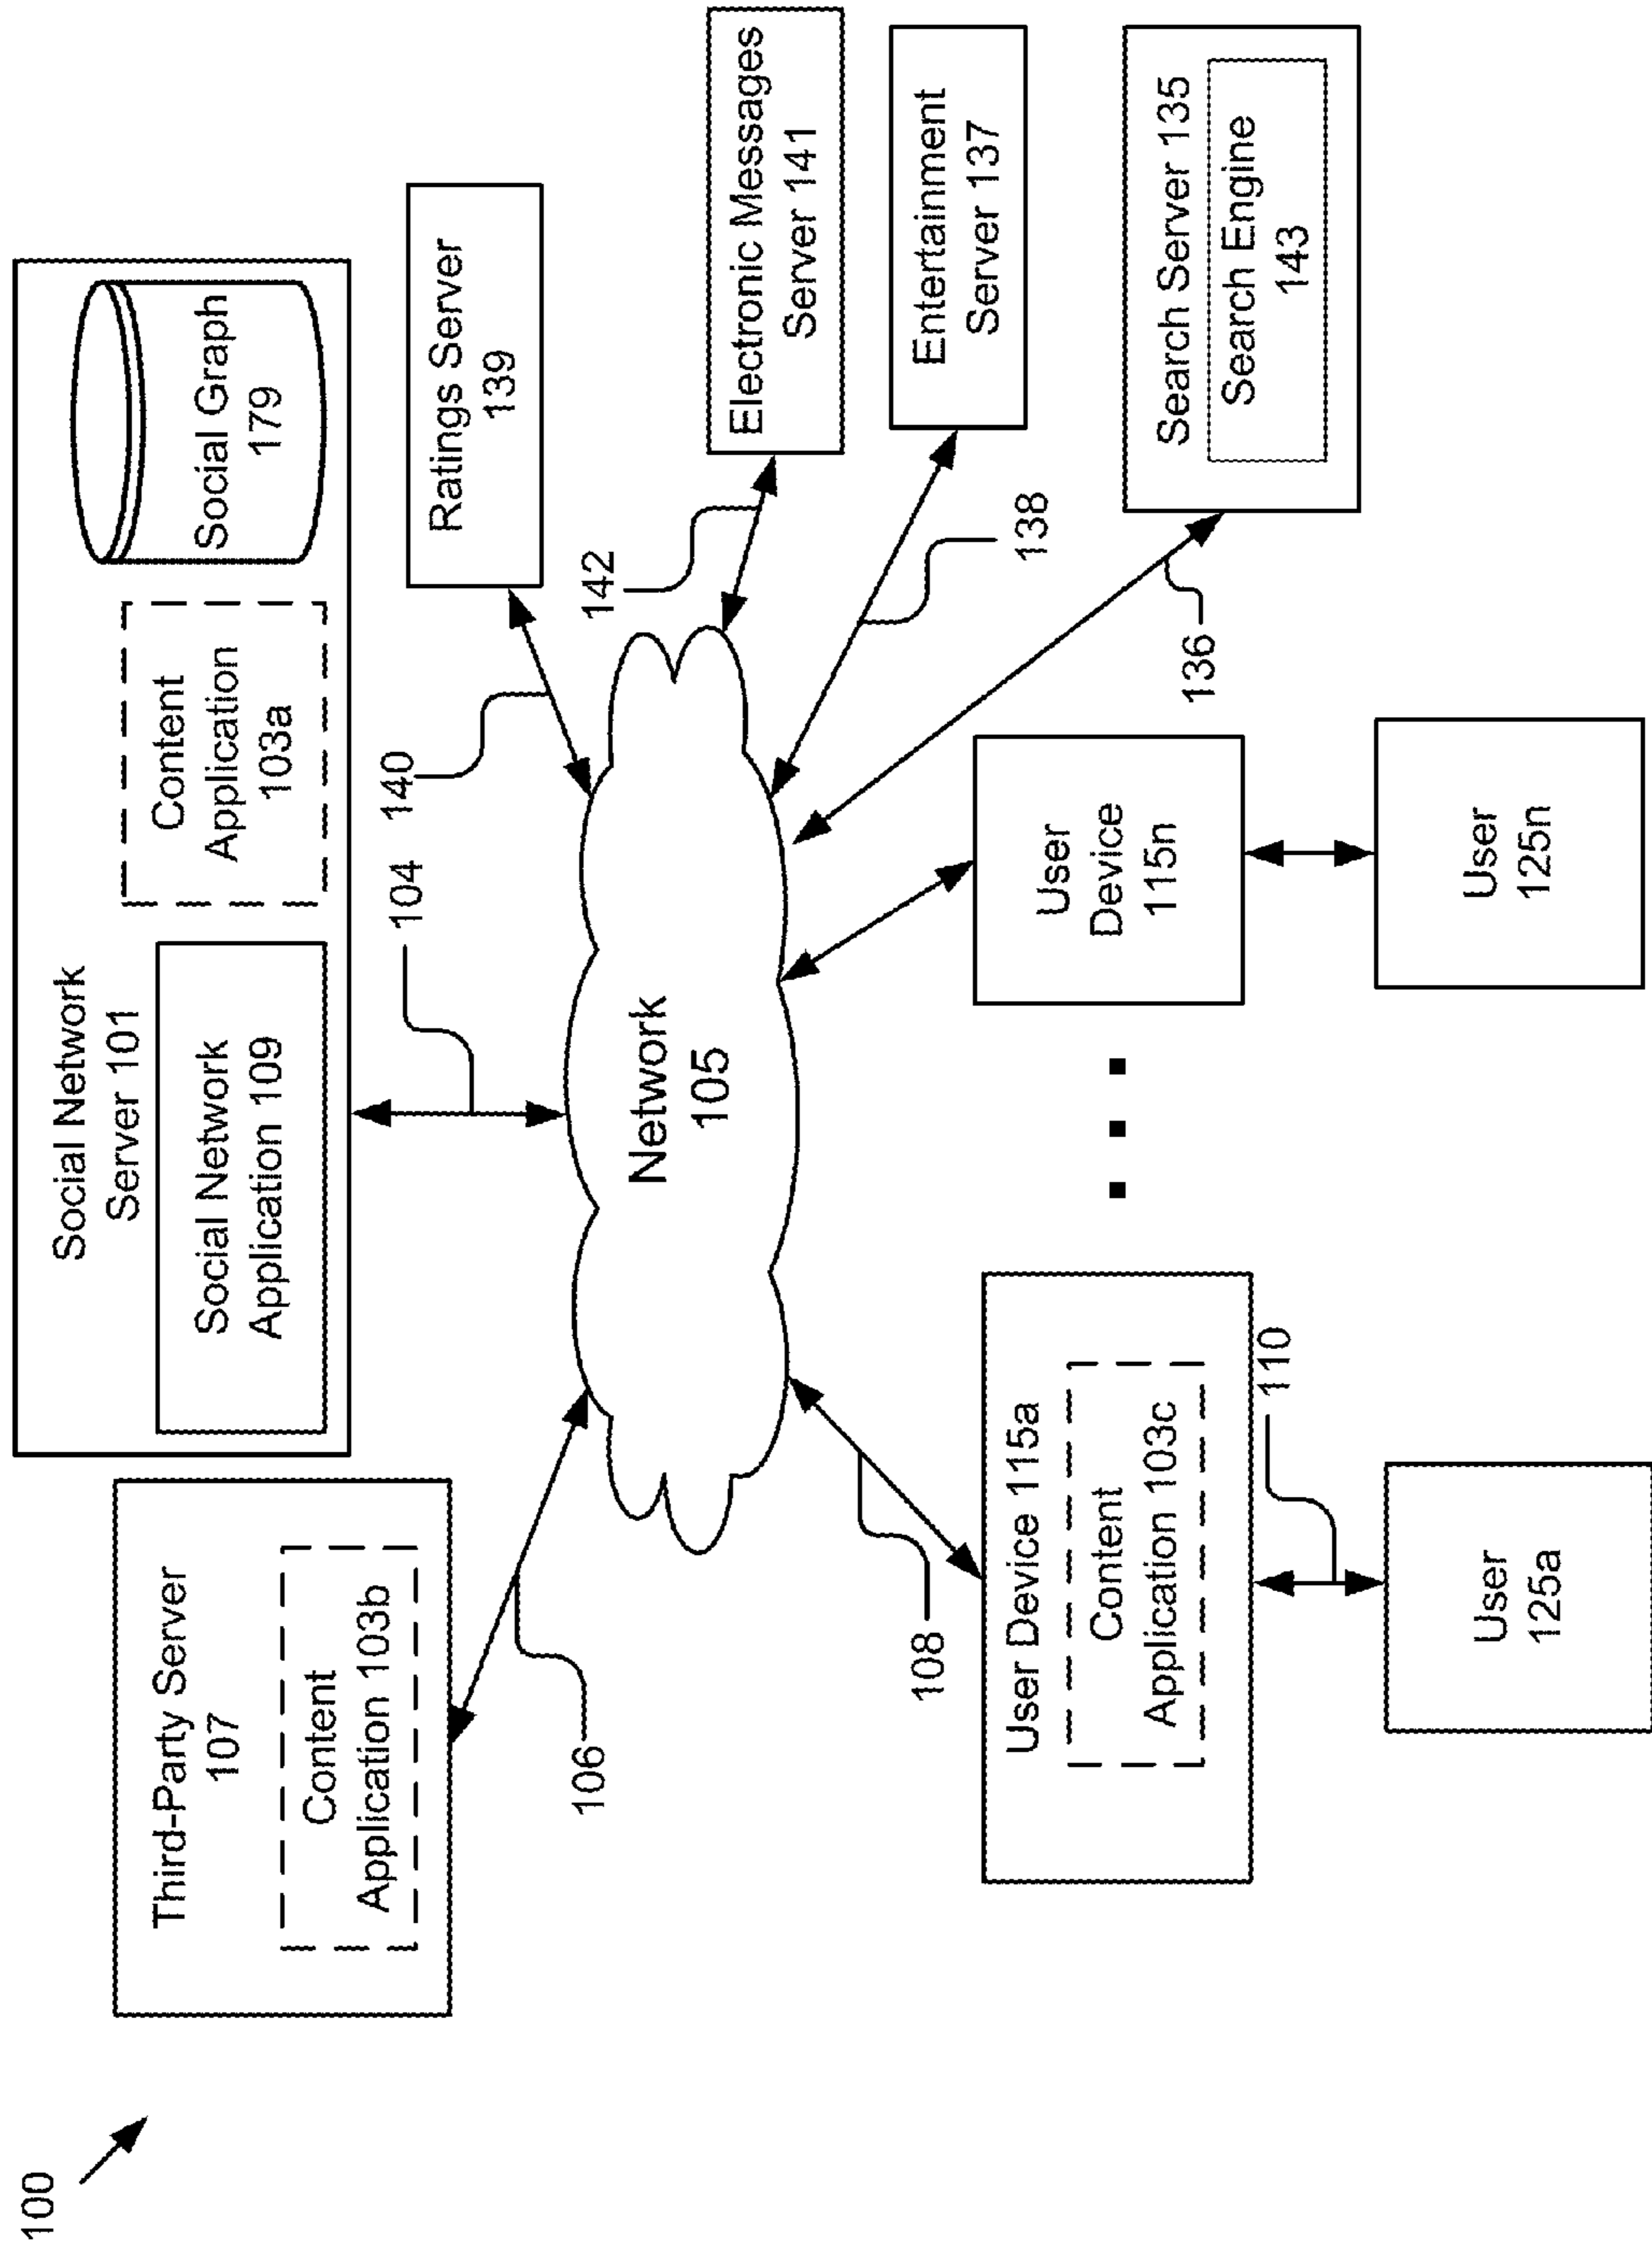 100
Third-Party Server
107
Content
Application 103b
Social Network
Server 101
Social Network
Application 109
Content
Application
103a
Social Graph
179
106
104
140
Ratings Server
139
142
Electronic Messages
Server 141
Network
105
138
Entertainment
Server 137
136
Search Server 135
Search Engine
143
108
User Device 115a
Content
Application 103c
110
User
125a
User
Device
115n
User
125n